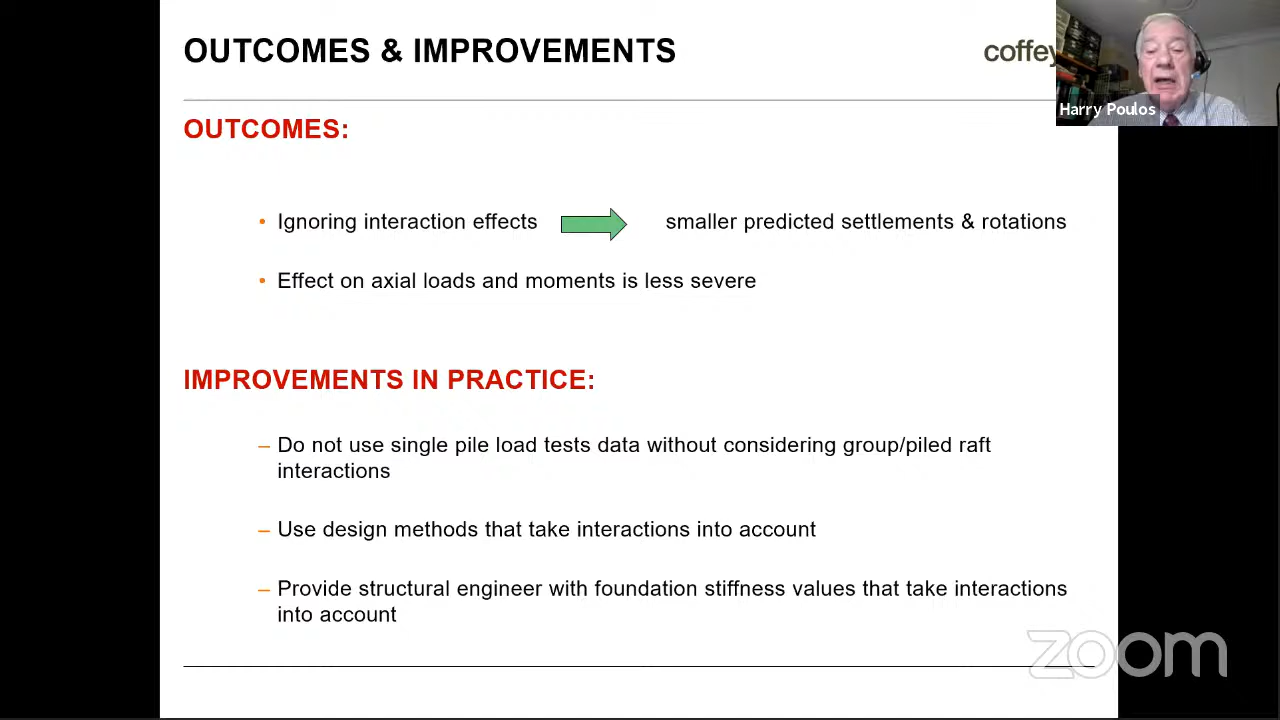 OUTCOMES & IMPROVEMENTS
coffey
Harry Poulos
OUTCOMES:
• Ignoring interaction effects smaller predicted settlements & rotations
• Effect on axial loads and moments is less severe
IMPROVEMENTS IN PRACTICE:
– Do not use single pile load tests data without considering group/piled raft
interactions
– Use design methods that take interactions into account
– Provide structural engineer with foundation stiffness values that take interactions
into account
zoom